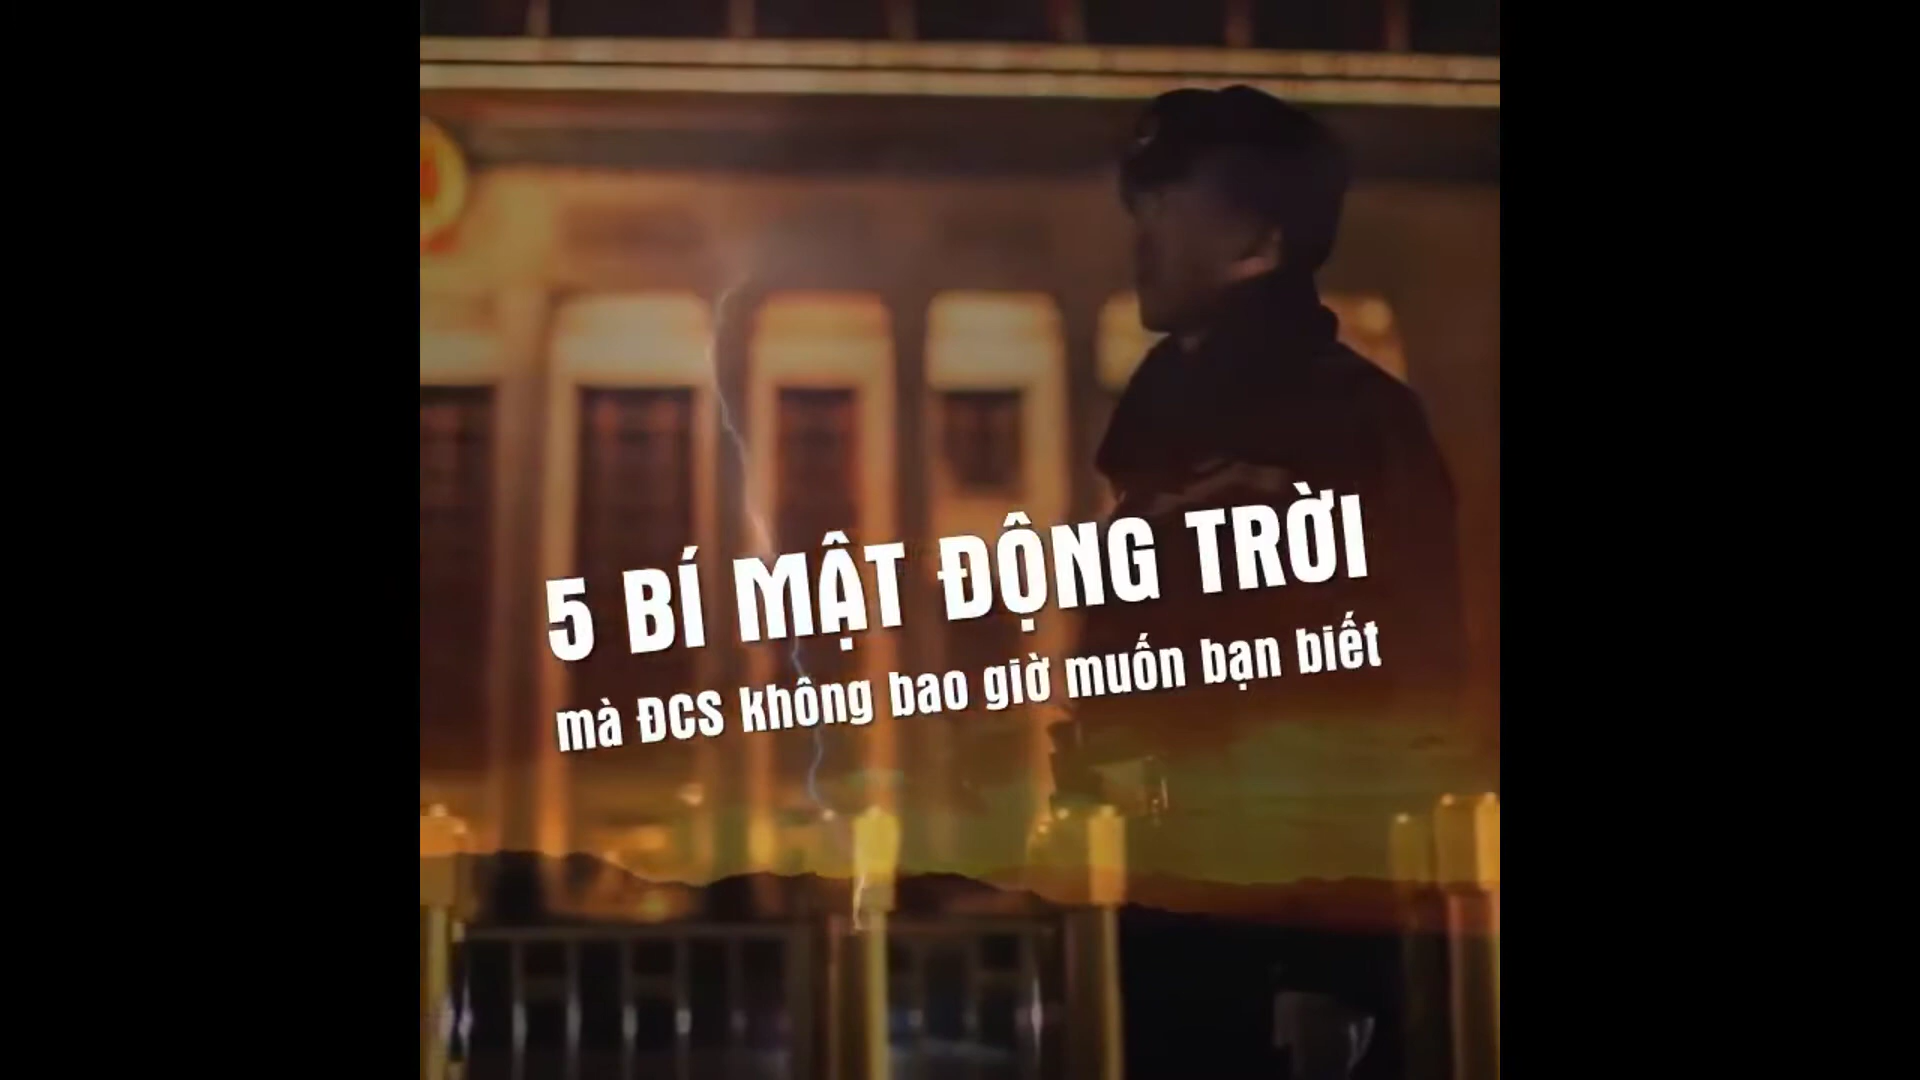 5 BÍ MẬT ĐỘNG TRỜI
mà ĐCS không bao giờ muốn bạn biết